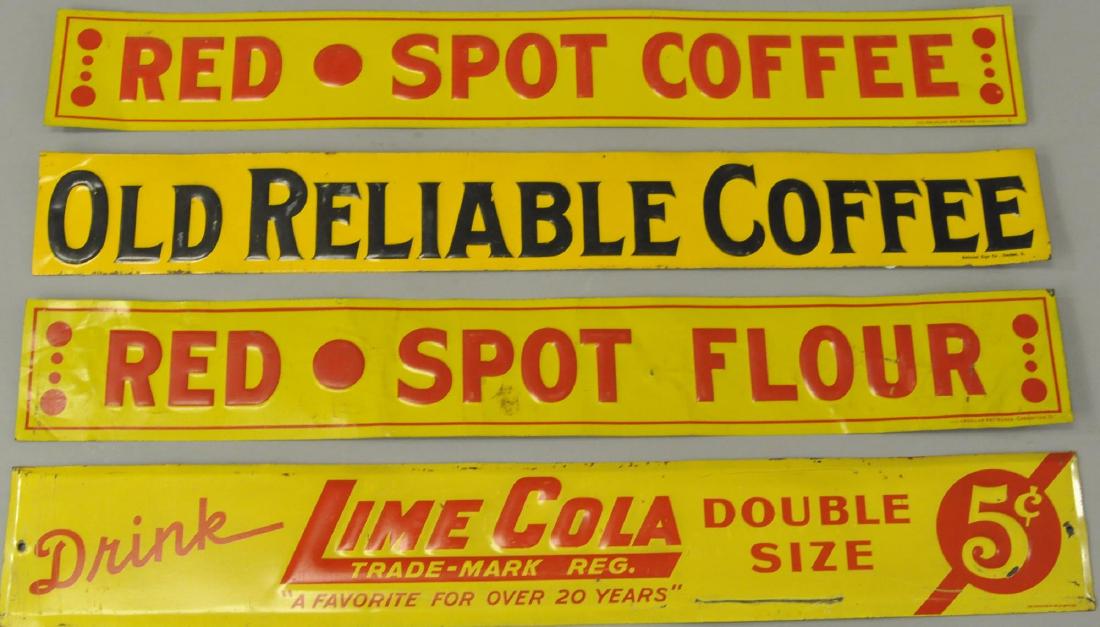 RED ● SPOT COFFEE
OLD RELIABLE COFFEE
RED ● SPOT FLOUR
Drink LIME COLA DOUBLE SIZE 5¢
TRADE-MARK REG.
"A FAVORITE FOR OVER 20 YEARS"